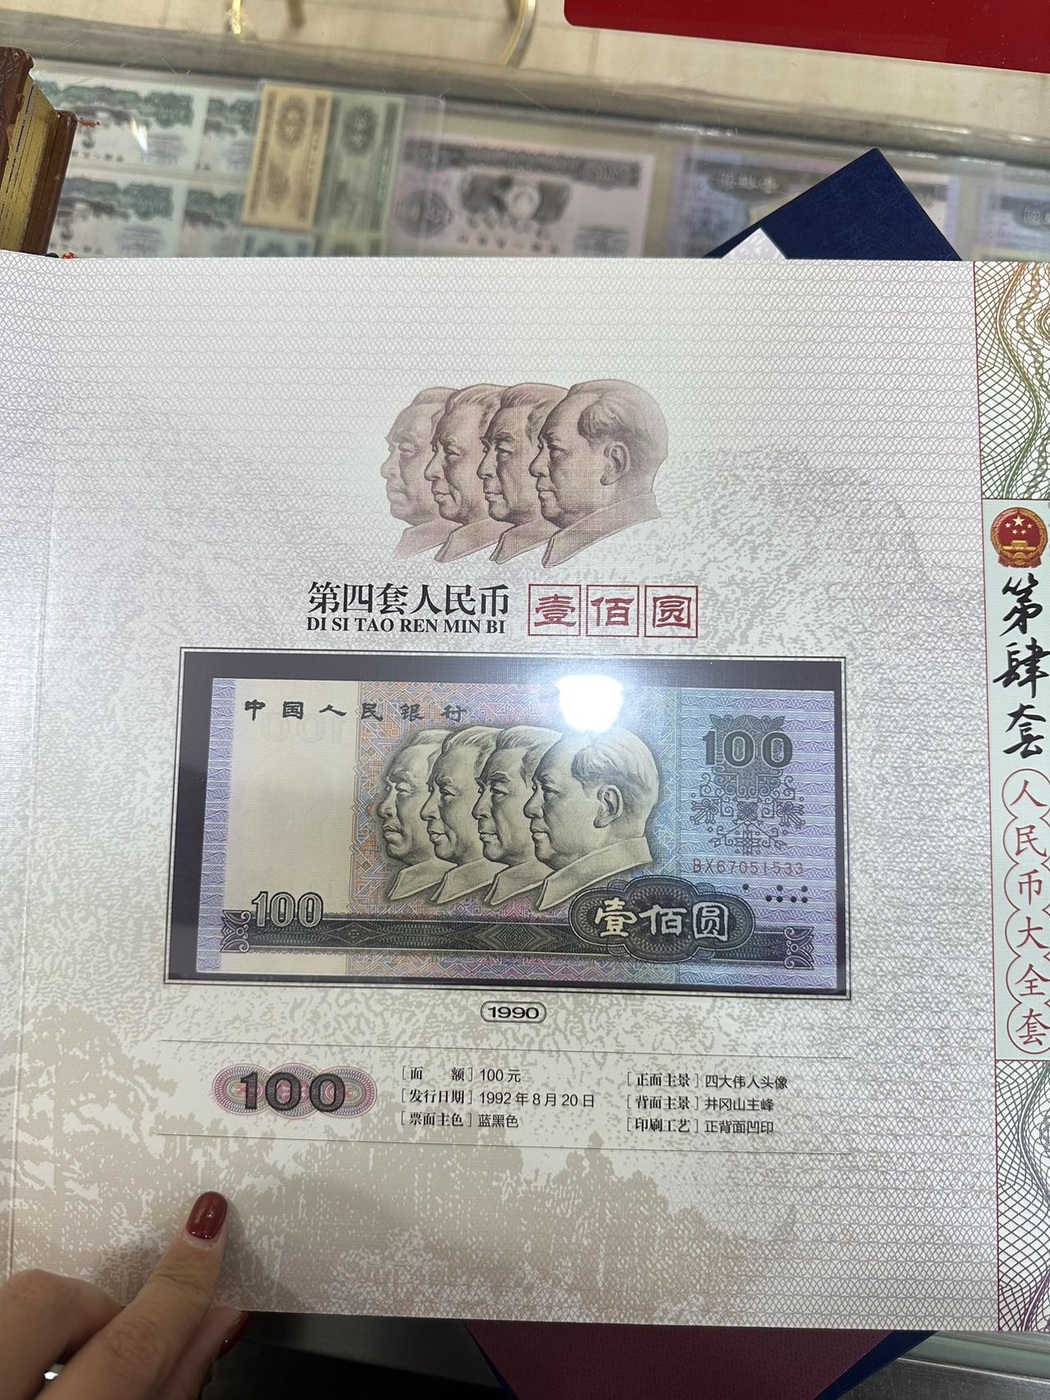 第四套人民币 壹佰圆
DI SI TAO REN MIN BI
中国人民银行
100
BX67051533
100 壹佰圆
1990
100
[面 额] 100元
[发行日期] 1992年8月20日
[票面主色] 蓝黑色
[正面主景] 四大伟人头像
[背面主景] 井冈山主峰
[印刷工艺] 正背面凹印
第肆套
人民币大全套